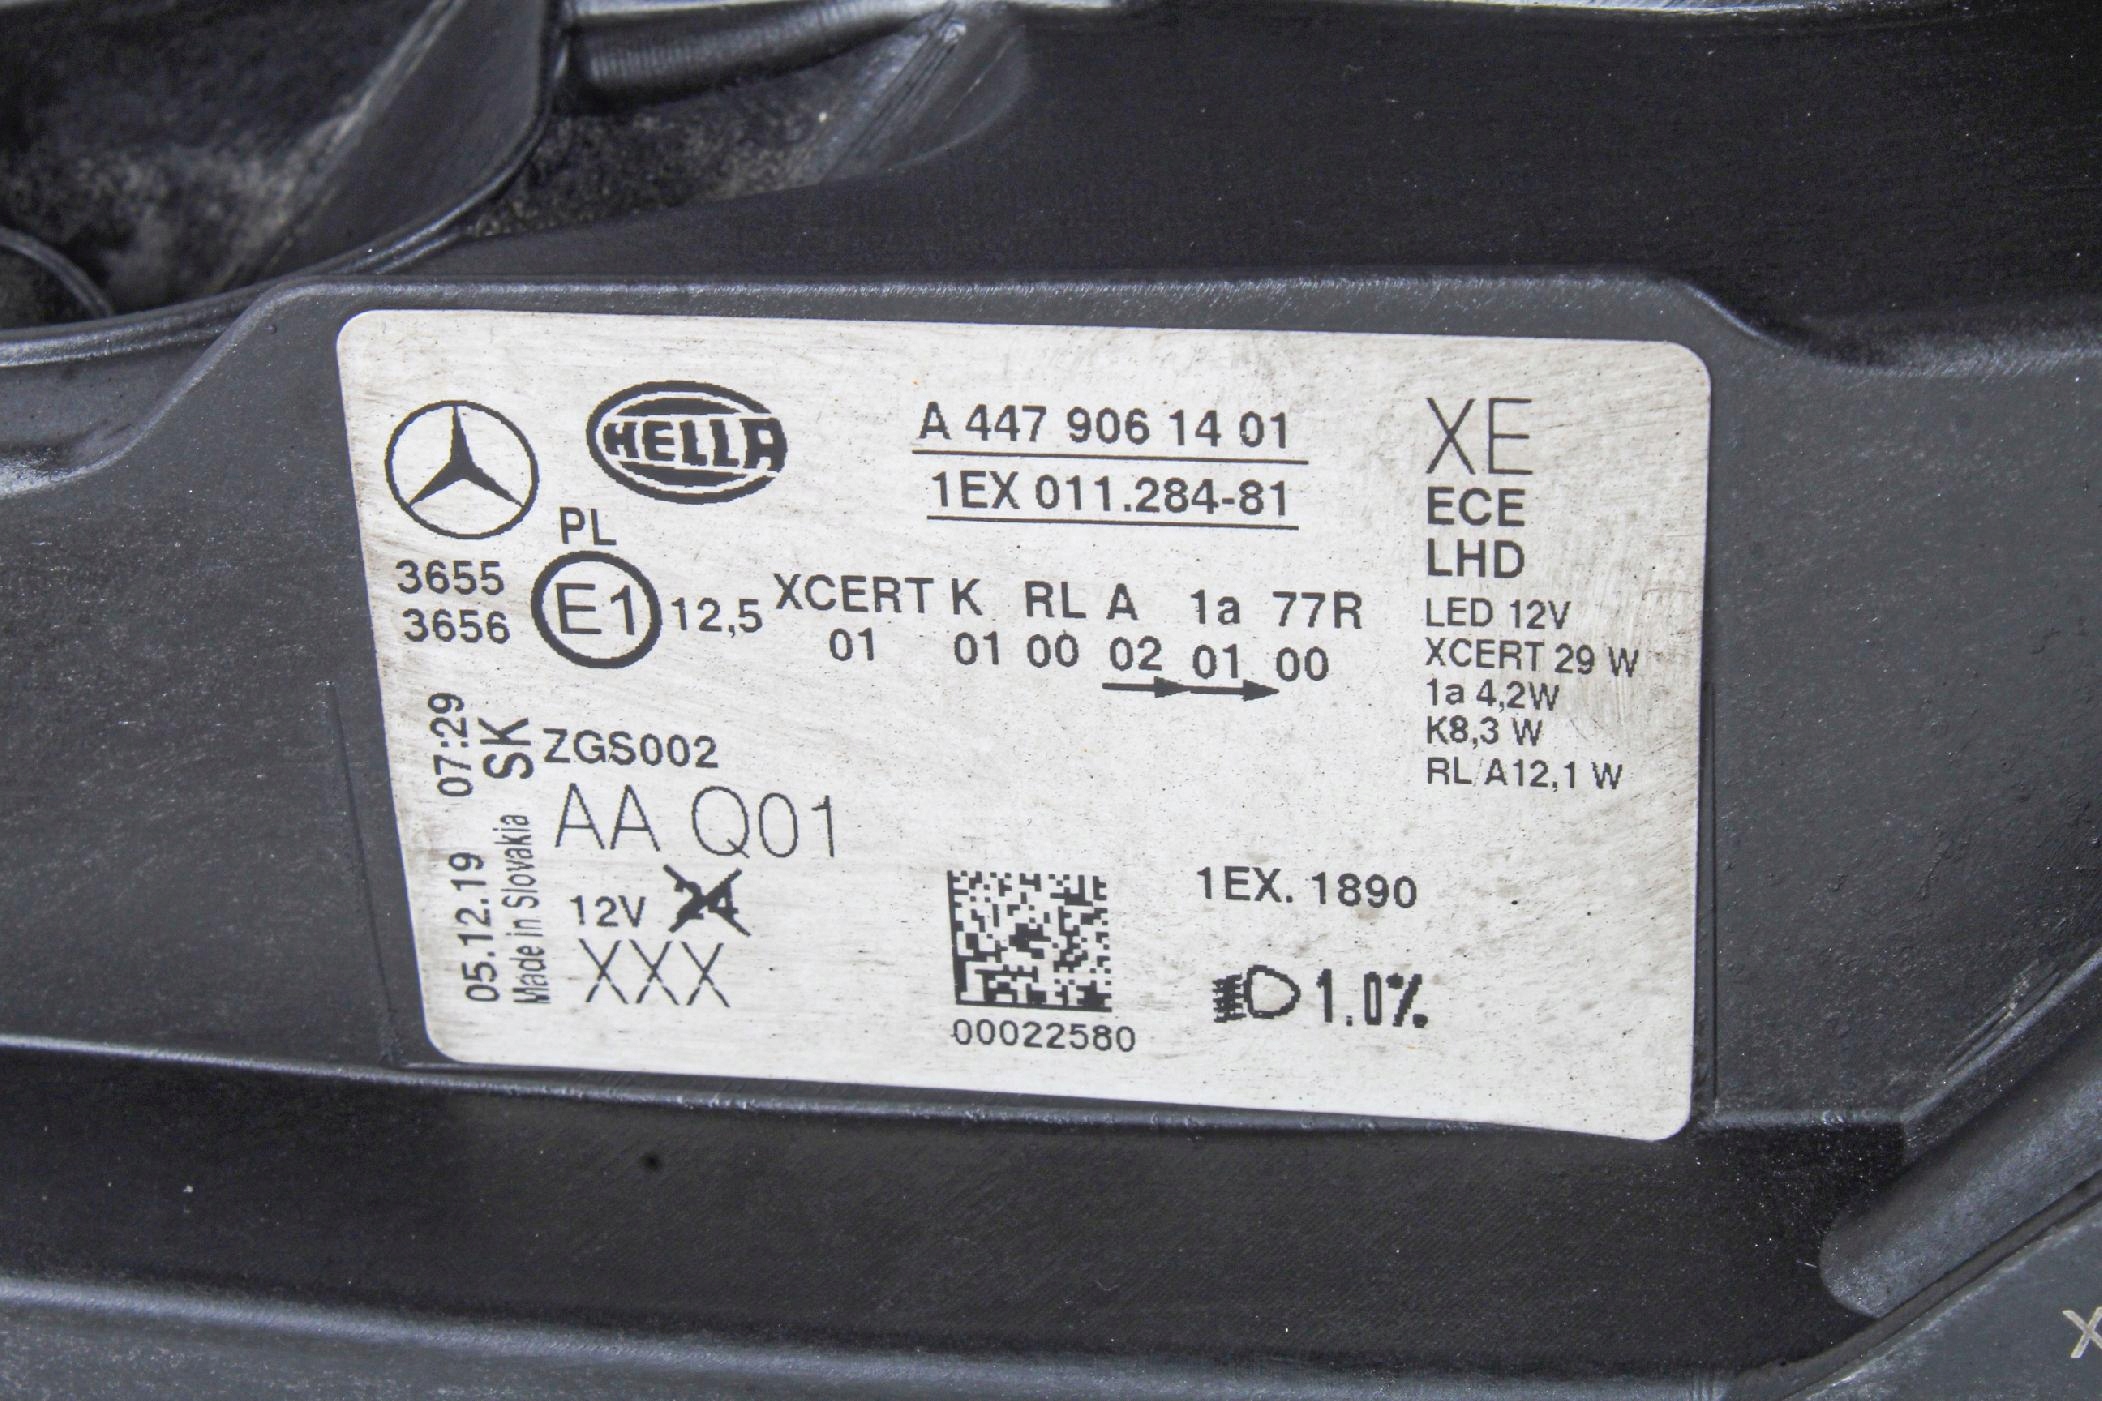 HELLA
A 447 906 14 01
1EX 011.284-81
XE
ECE
LHD
LED 12V
XCERT 29 W
1a 4,2W
K8,3 W
RL/A12,1 W
PL
3655
3656
E1 12,5
XCERT K RL A 1a 77R
01 01 00 02 01 00
05.12.19 07:29
Made in Slovakia SK
ZGS002
AA Q01
12V 24
XXX
00022580
1EX. 1890
1.0%
X